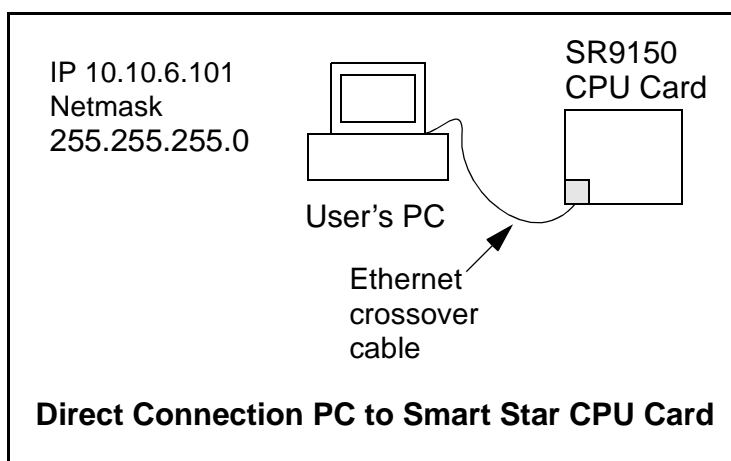 IP 10.10.6.101
Netmask
255.255.255.0
SR9150
CPU Card
User's PC
Ethernet
crossover
cable
Direct Connection PC to Smart Star CPU Card